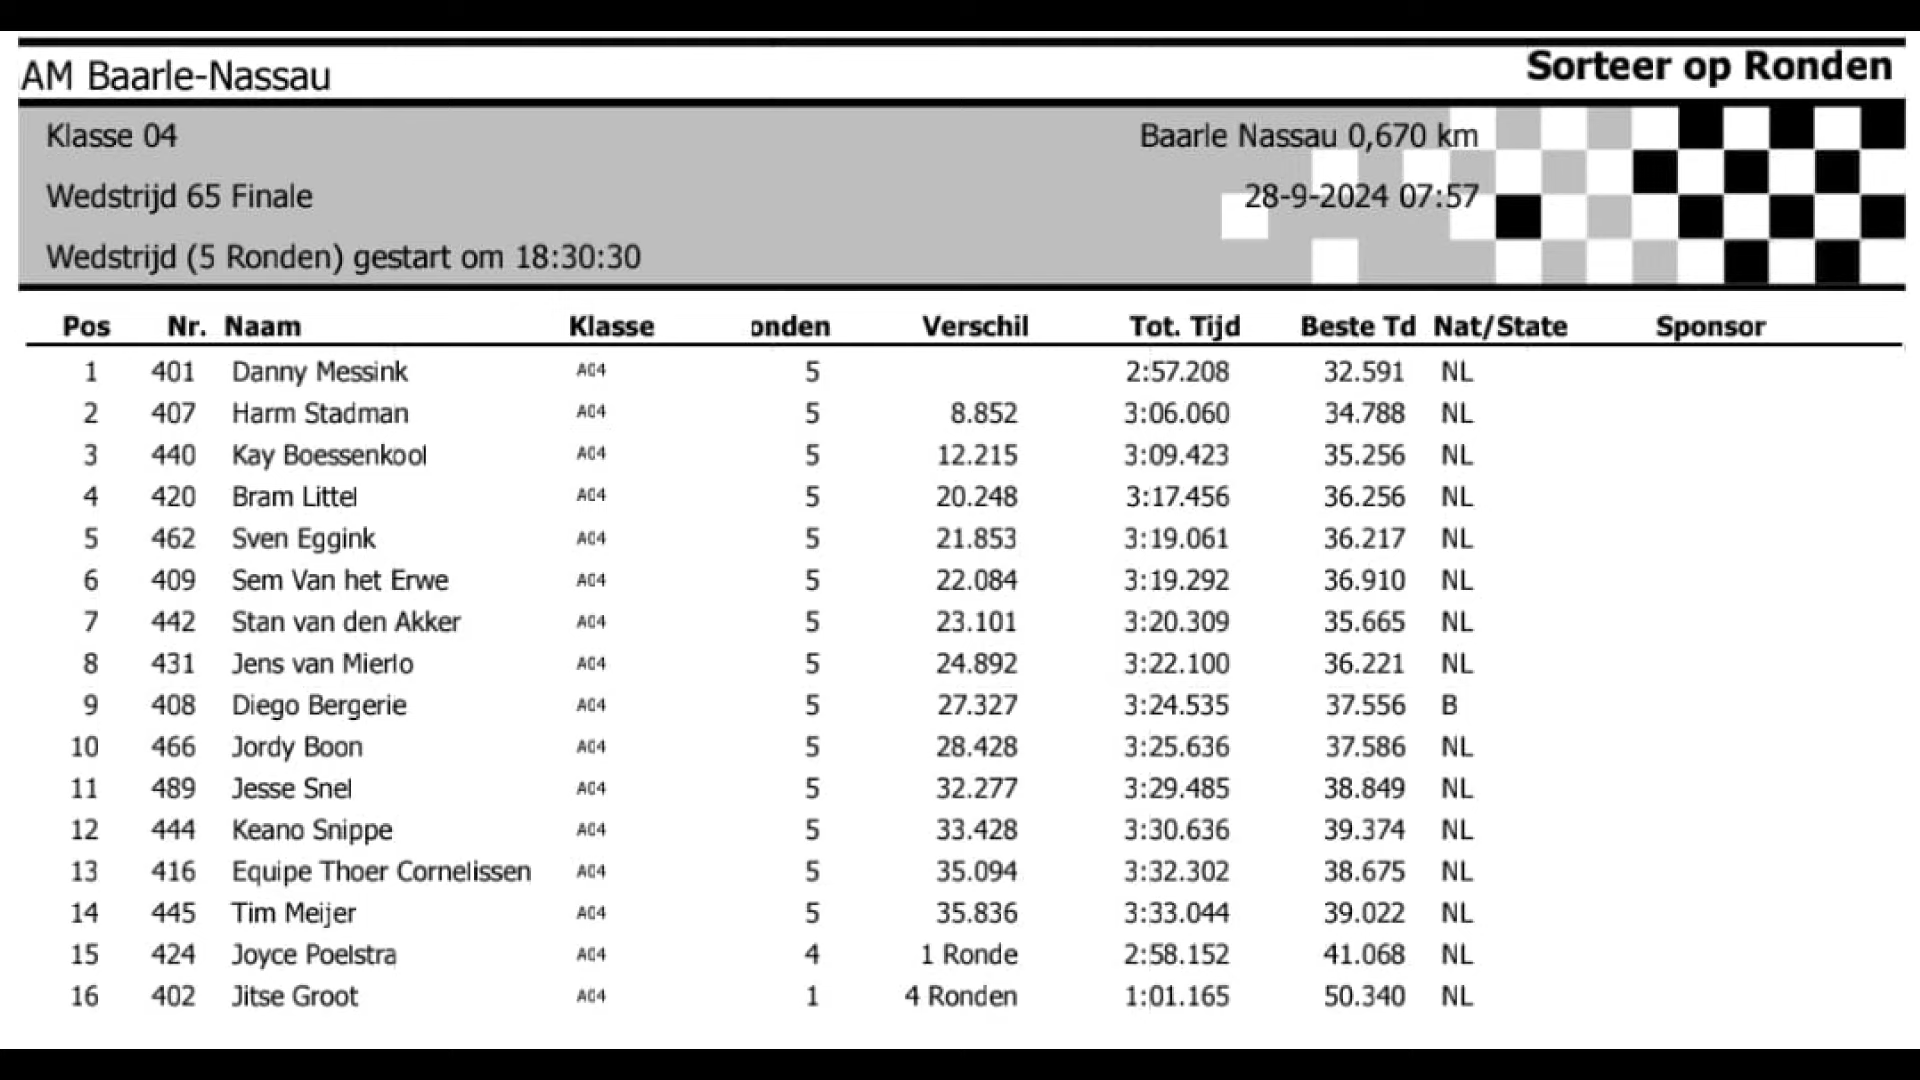 AM Baarle-Nassau Sorteer op Ronden
Klasse 04 Baarle Nassau 0,670 km
Wedstrijd 65 Finale 28-9-2024 07:57
Wedstrijd (5 Ronden) gestart om 18:30:30
Pos Nr. Naam Klasse onden Verschil Tot. Tijd Beste Td Nat/State Sponsor
1 401 Danny Messink A04 5 2:57.208 32.591 NL
2 407 Harm Stadman A04 5 8.852 3:06.060 34.788 NL
3 440 Kay Boessenkool A04 5 12.215 3:09.423 35.256 NL
4 420 Bram Littel A04 5 20.248 3:17.456 36.256 NL
5 462 Sven Eggink A04 5 21.853 3:19.061 36.217 NL
6 409 Sem Van het Erwe A04 5 22.084 3:19.292 36.910 NL
7 442 Stan van den Akker A04 5 23.101 3:20.309 35.665 NL
8 431 Jens van Mierlo A04 5 24.892 3:22.100 36.221 NL
9 408 Diego Bergerie A04 5 27.327 3:24.535 37.556 B
10 466 Jordy Boon A04 5 28.428 3:25.636 37.586 NL
11 489 Jesse Snel A04 5 32.277 3:29.485 38.849 NL
12 444 Keano Snippe A04 5 33.428 3:30.636 39.374 NL
13 416 Equipe Thoer Cornelissen A04 5 35.094 3:32.302 38.675 NL
14 445 Tim Meijer A04 5 35.836 3:33.044 39.022 NL
15 424 Joyce Poelstra A04 4 1 Ronde 2:58.152 41.068 NL
16 402 Jitse Groot A04 1 4 Ronden 1:01.165 50.340 NL